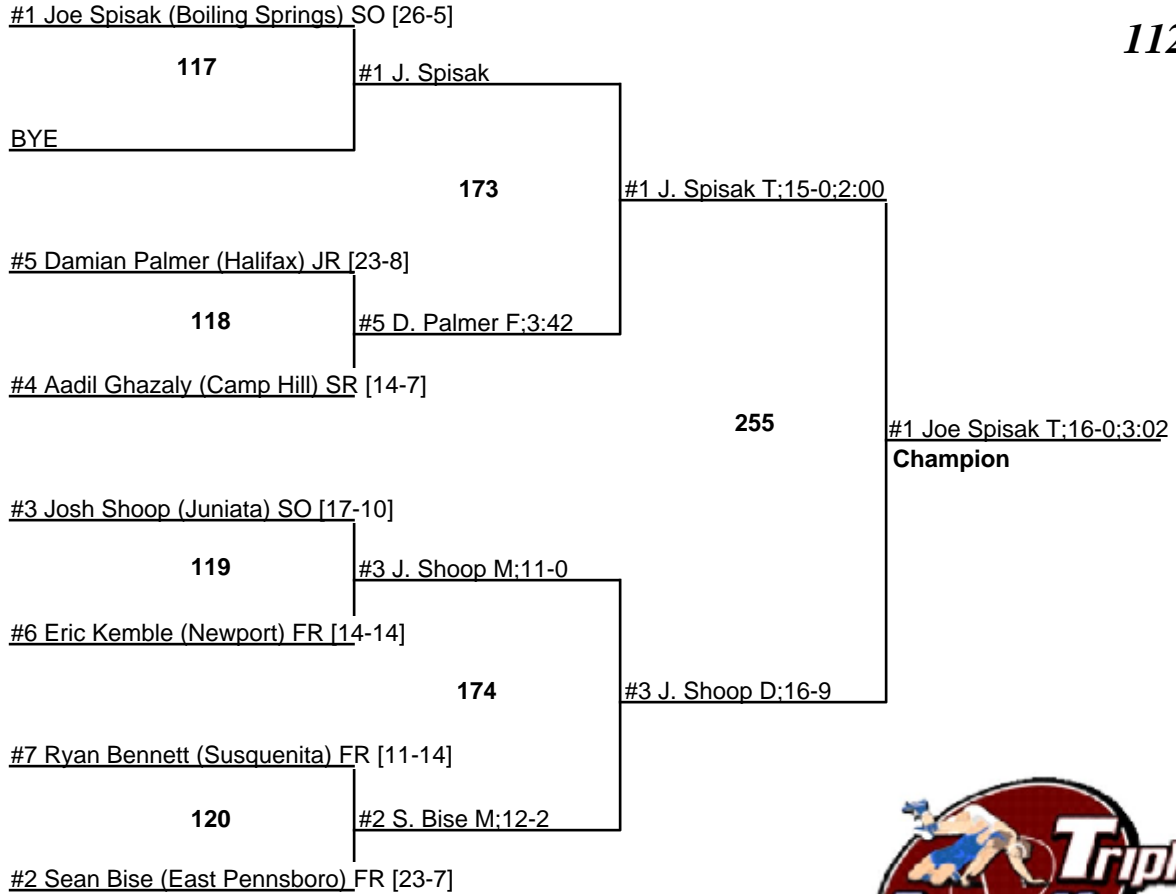 #1 Joe Spisak (Boiling Springs) SO [26-5]
112
117
#1 J. Spisak
BYE
173
#1 J. Spisak T;15-0;2:00
#5 Damian Palmer (Halifax) JR [23-8]
118
#5 D. Palmer F;3:42
#4 Aadil Ghazaly (Camp Hill) SR [14-7]
255
#1 Joe Spisak T;16-0;3:02
Champion
#3 Josh Shoop (Juniata) SO [17-10]
119
#3 J. Shoop M;11-0
#6 Eric Kemble (Newport) FR [14-14]
174
#3 J. Shoop D;16-9
#7 Ryan Bennett (Susquenita) FR [11-14]
120
#2 S. Bise M;12-2
#2 Sean Bise (East Pennsboro) FR [23-7]